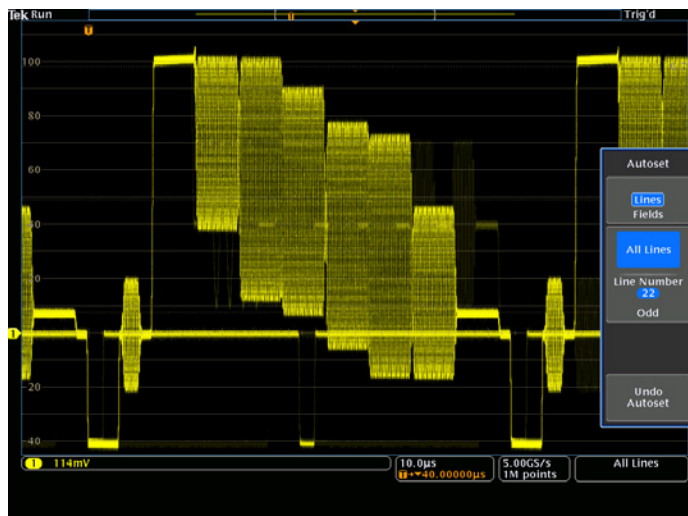 Tek Run Trig'd
T
100
80
60
Autoset
Lines
Fields
All Lines
Line Number
22
Odd
1
-20
Undo
Autoset
-40
1 114mV
10.0µs
T→▼40.00000µs
5.00GS/s
1M points
All Lines